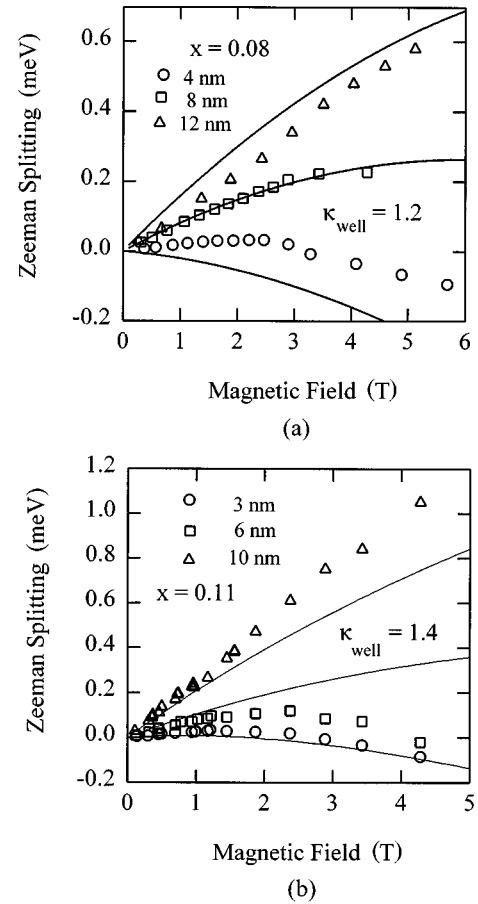 0.6
0.4
0.2
0.0
-0.2
Zeeman Splitting (meV)
x = 0.08
4 nm
8 nm
12 nm
κwell = 1.2
0 1 2 3 4 5 6
Magnetic Field (T)
(a)
1.2
1.0
0.8
0.6
0.4
0.2
0.0
-0.2
Zeeman Splitting (meV)
3 nm
6 nm
10 nm
x = 0.11
κwell = 1.4
0 1 2 3 4 5
Magnetic Field (T)
(b)